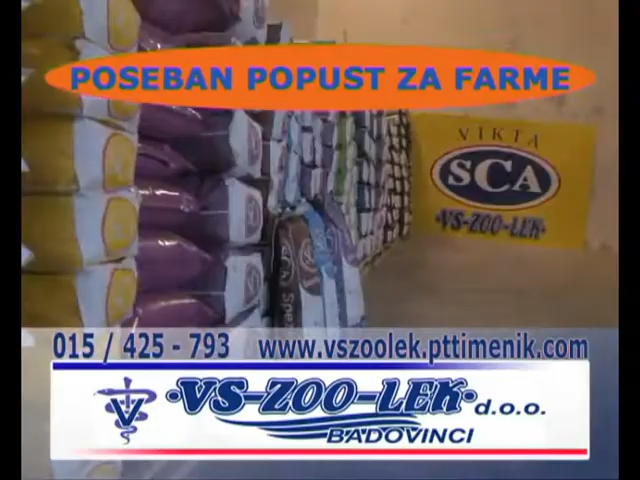 POSEBAN POPUST ZA FARME
VIKTA
SCA
·VS-ZOO-LEK·
015 / 425 - 793 www.vszoolek.pttimenik.com
V ·VS-ZOO-LEK· d.o.o.
BADOVINCI